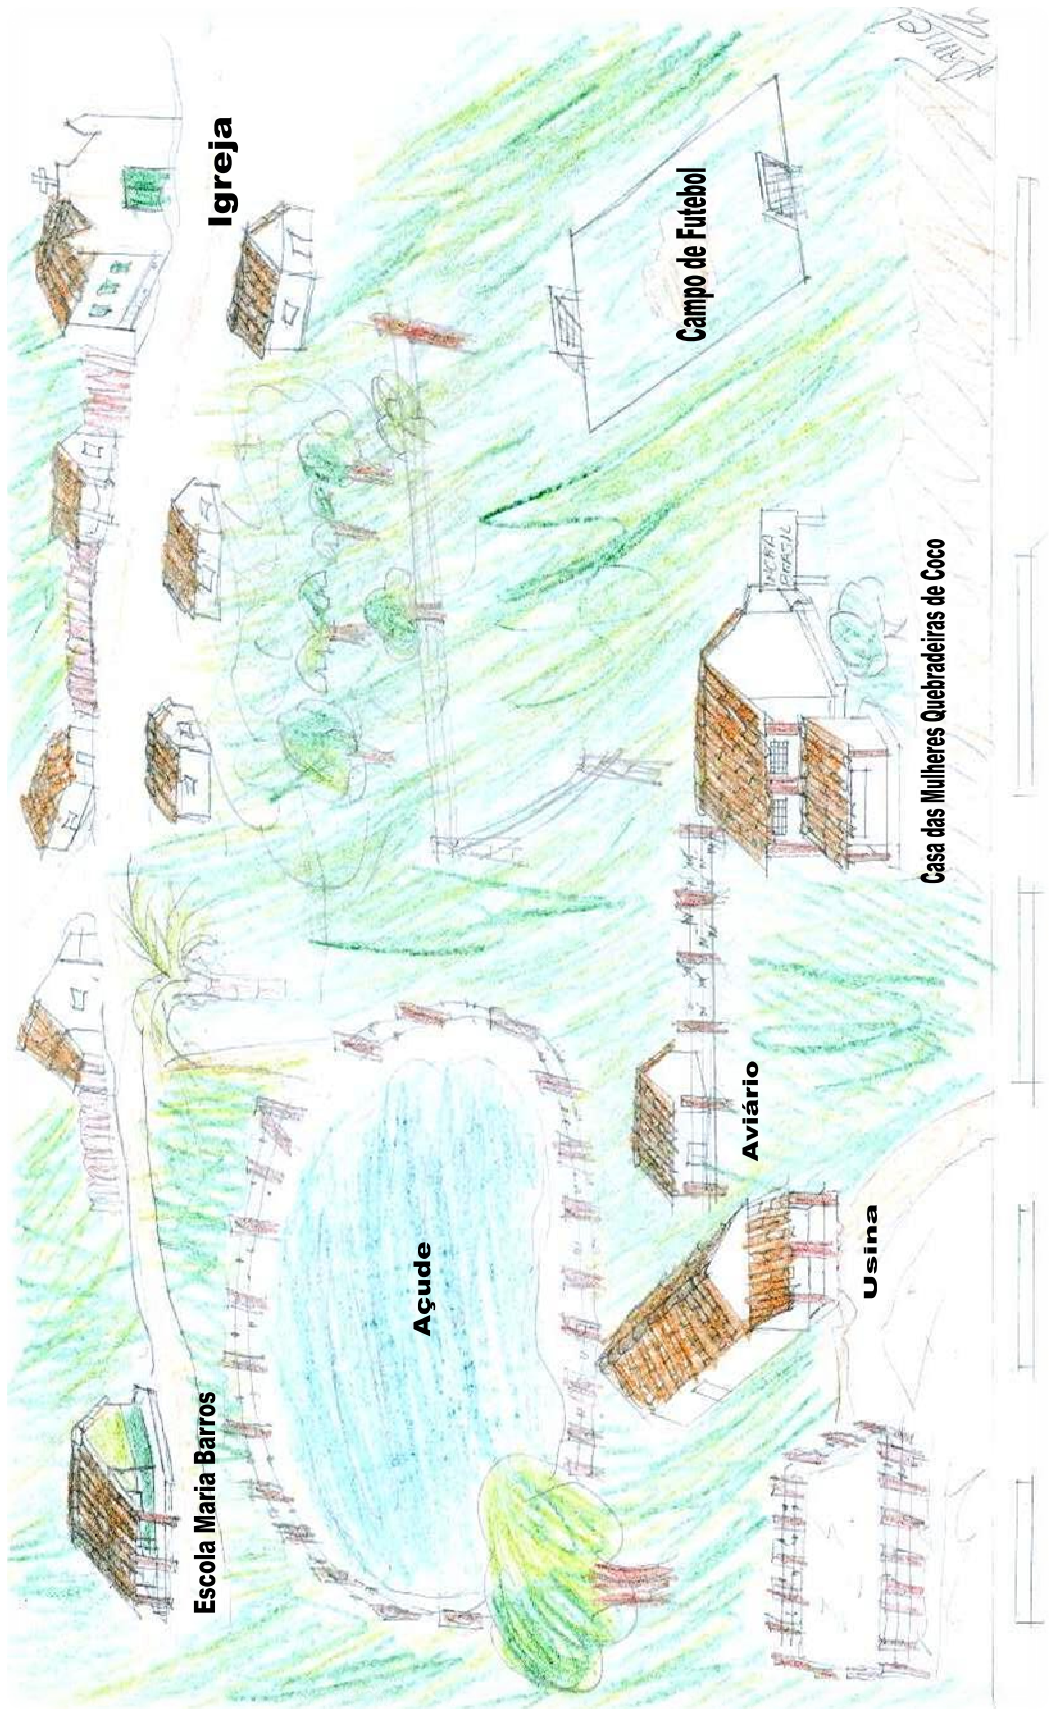 Igreja
Campo de Futebol
Casa das Mulheres Quebradeiras de Coco
Açude
Aviário
Usina
Escola Maria Barros